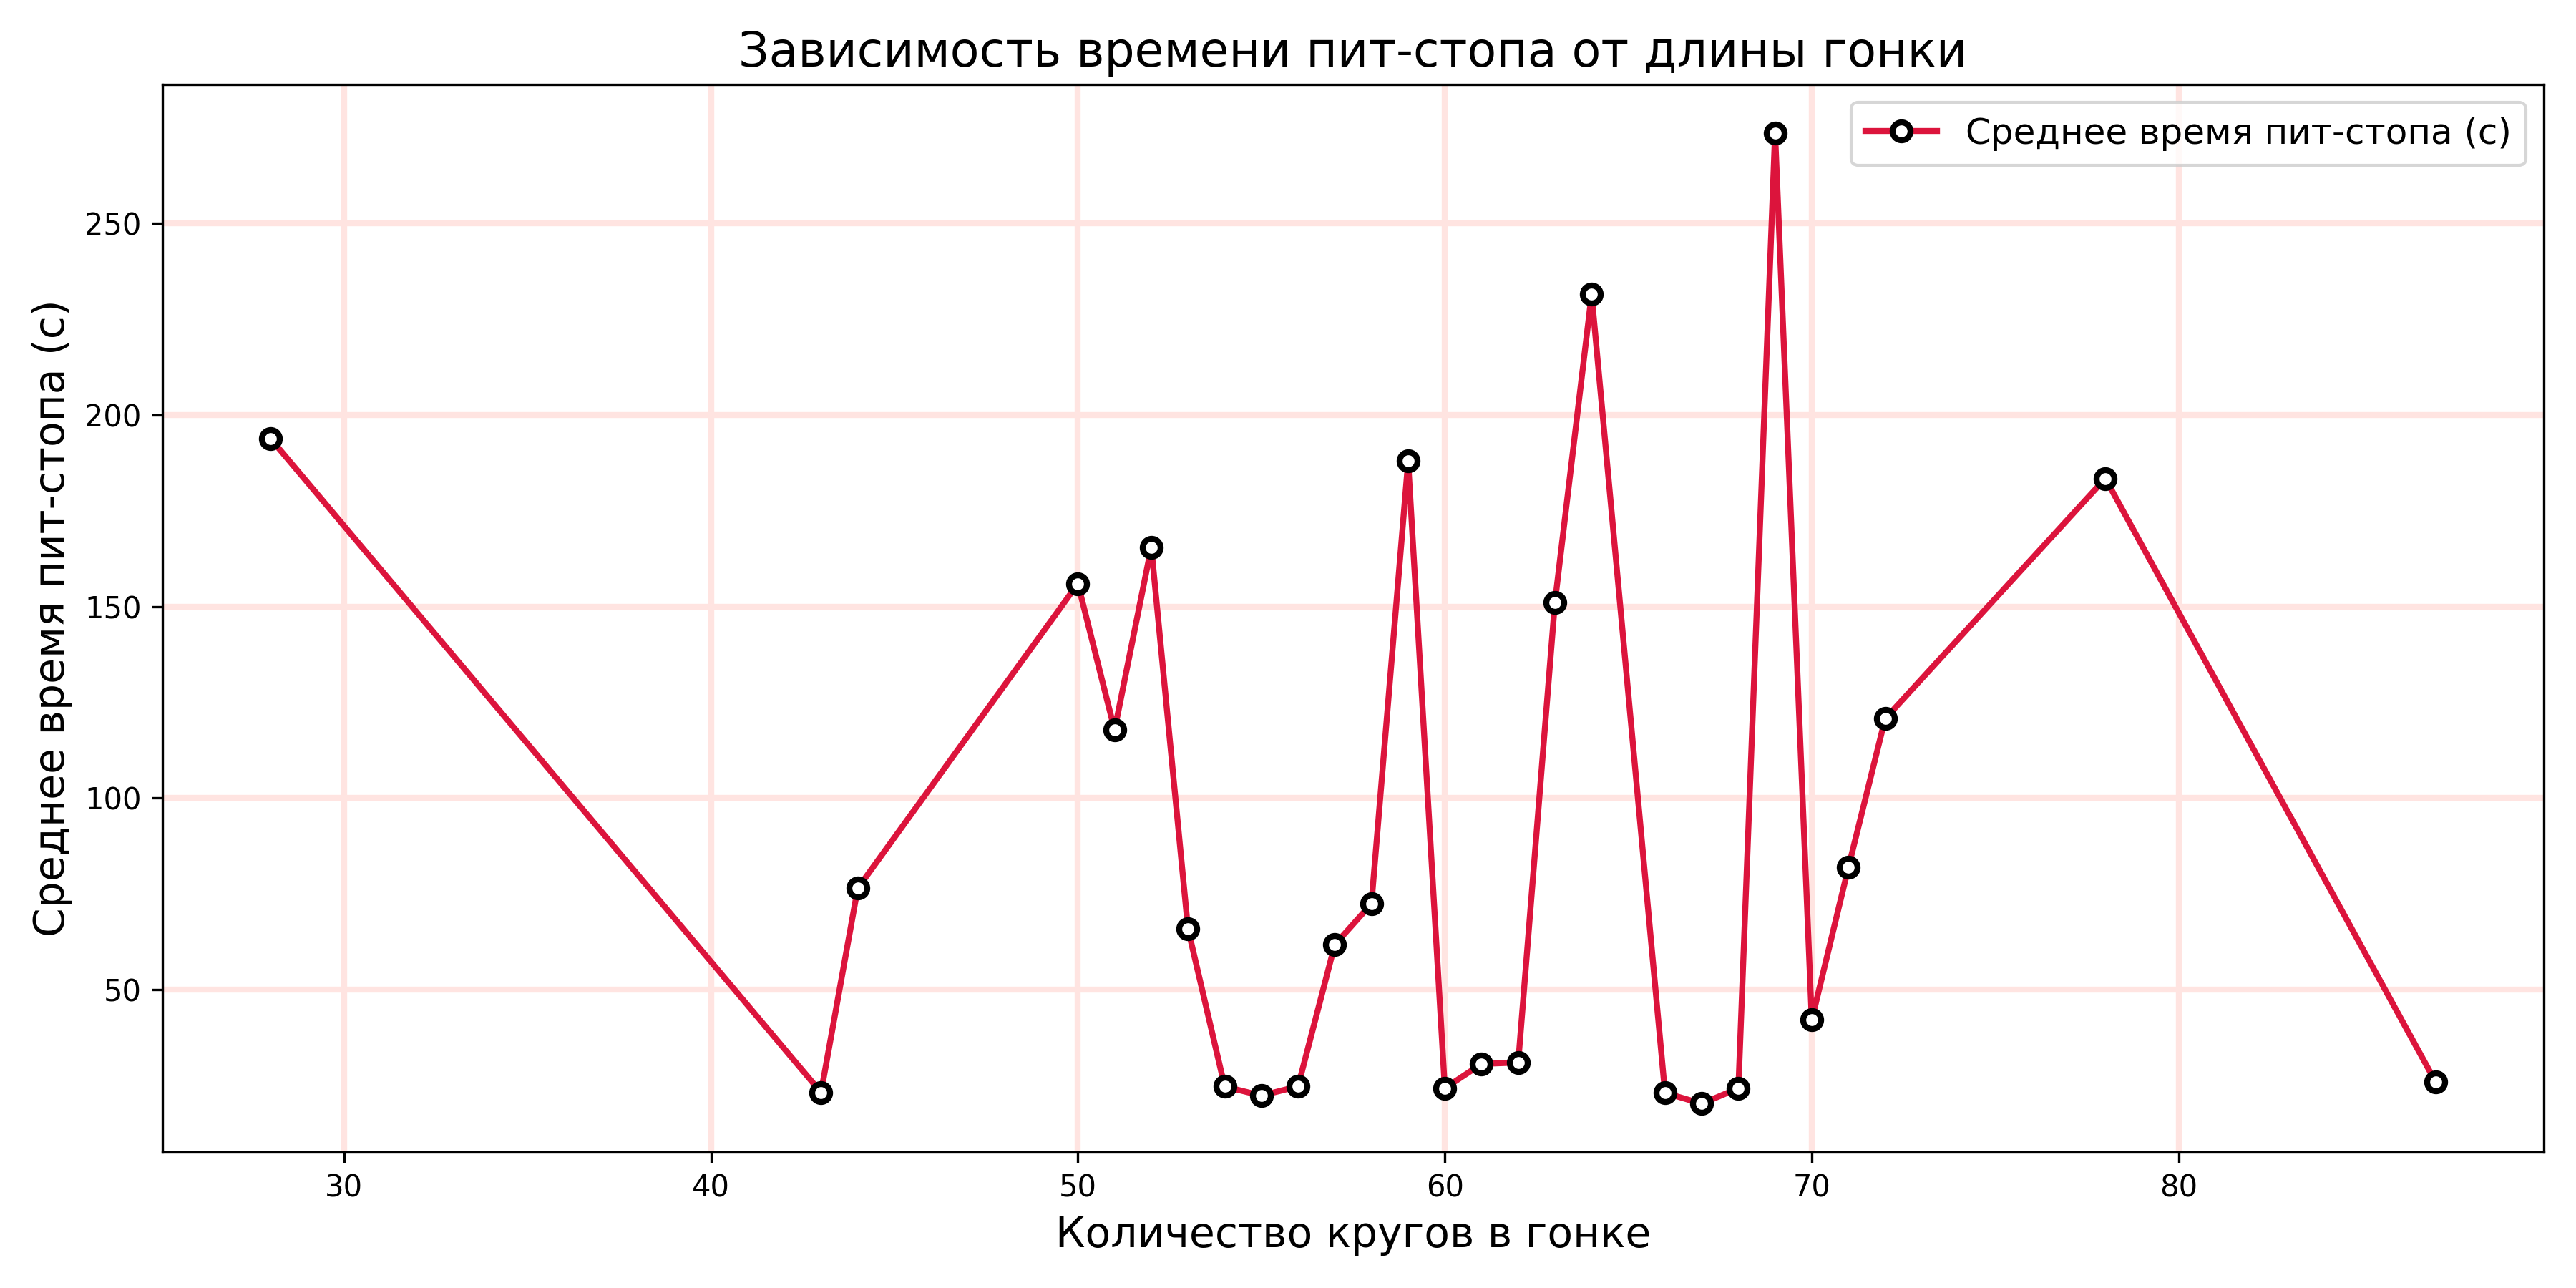 Зависимость времени пит-стопа от длины гонки
Среднее время пит-стопа (с)
250
200
150
100
50
Среднее время пит-стопа (с)
30
40
50
60
70
80
Количество кругов в гонке